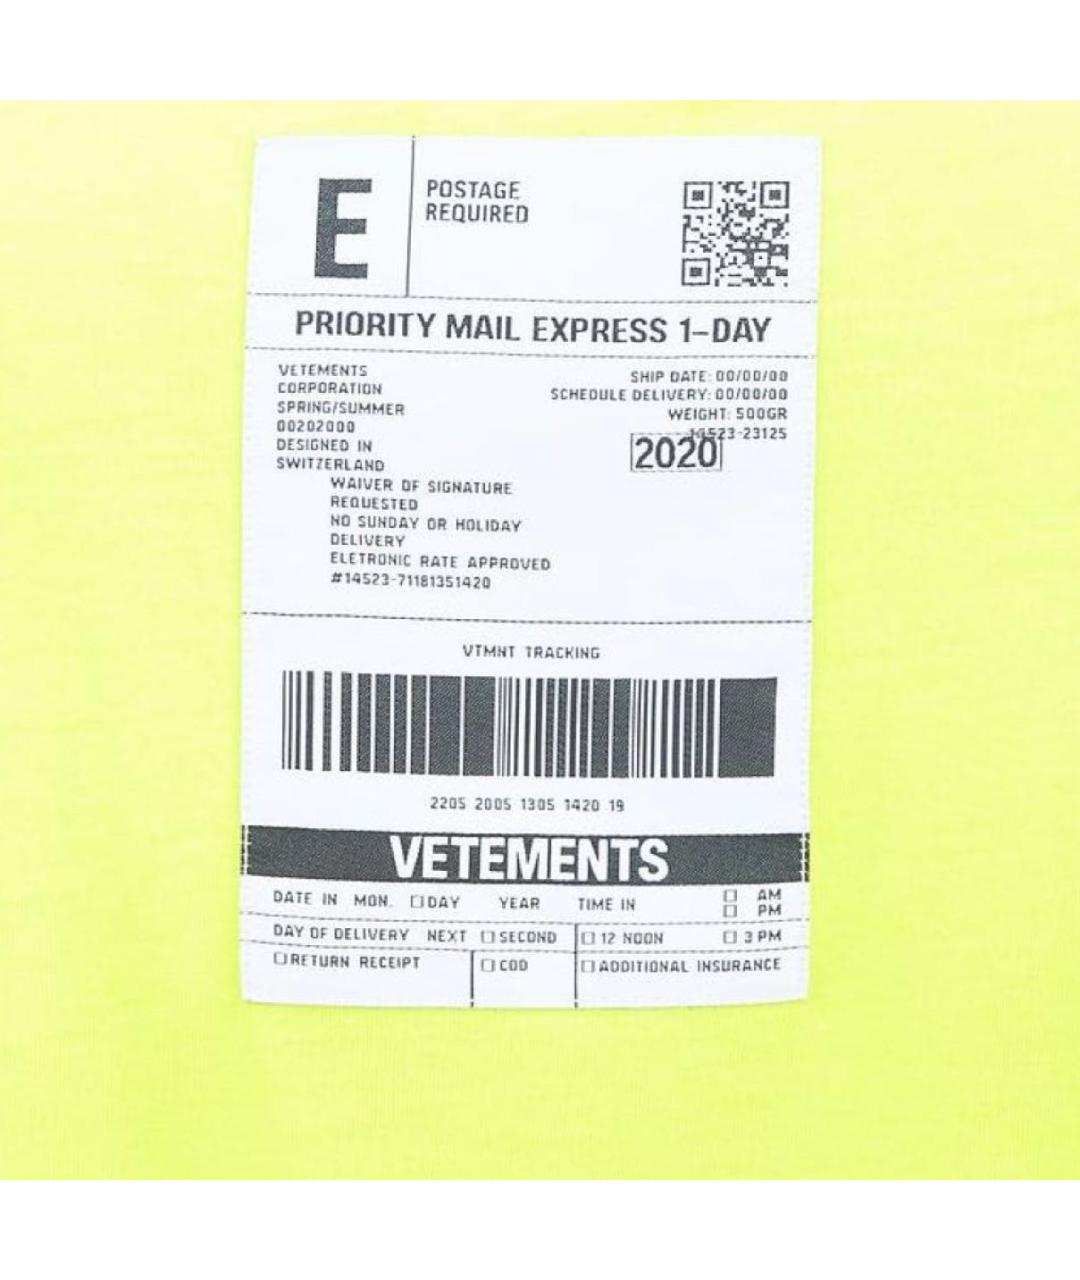 E
POSTAGE
REQUIRED
PRIORITY MAIL EXPRESS 1-DAY
VETEMENTS
CORPORATION
SPRING/SUMMER
00202000
DESIGNED IN
SWITZERLAND
WAIVER OF SIGNATURE
REQUESTED
NO SUNDAY OR HOLIDAY
DELIVERY
ELETRONIC RATE APPROVED
#14523-71181351420
SHIP DATE: 00/00/00
SCHEDULE DELIVERY: 00/00/00
WEIGHT: 500GR
14523-23125
2020
VTMNT TRACKING
2205 2005 1305 1420 19
VETEMENTS
DATE IN MON. DAY YEAR TIME IN AM
PM
DAY OF DELIVERY NEXT SECOND 12 NOON 3 PM
RETURN RECEIPT COD ADDITIONAL INSURANCE